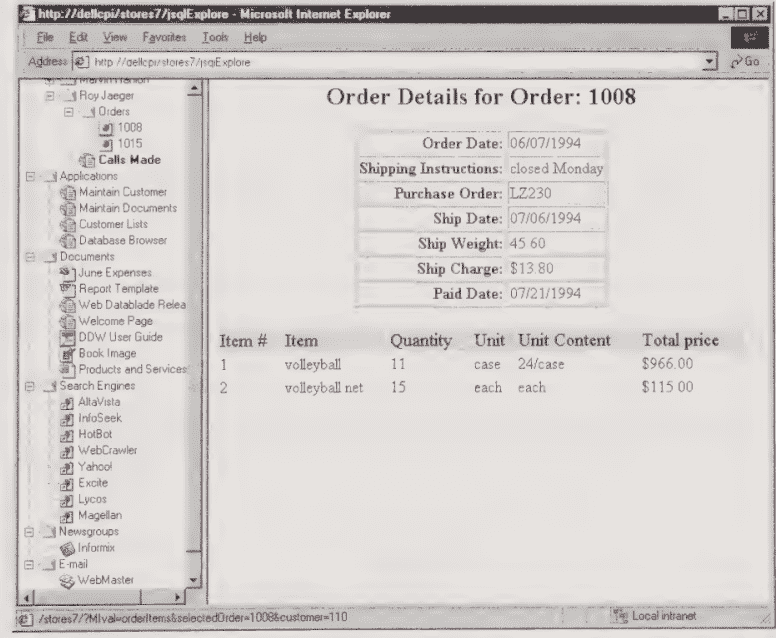 http://dellcpi/stores7/jsqlExplore - Microsoft Internet Explorer
File Edit View Favorites Tools Help
Address http //dellcpi/stores7/jsqlExplore Go
Roy Jaeger
Orders
1008
1015
Calls Made
Applications
Maintain Customer
Maintain Documents
Customer Lists
Database Browser
Documents
June Expenses
Report Template
Web Datablade Relea
Welcome Page
DDW User Guide
Book Image
Products and Services
Search Engines
AltaVista
InfoSeek
HotBot
WebCrawler
Yahoo!
Excite
Lycos
Magellan
Newsgroups
Informix
E-mail
WebMaster
Order Details for Order: 1008
Order Date: 06/07/1994
Shipping Instructions: closed Monday
Purchase Order: LZ230
Ship Date: 07/06/1994
Ship Weight: 45 60
Ship Charge: $13 80
Paid Date: 07/21/1994
Item # Item Quantity Unit Unit Content Total price
1 volleyball 11 case 24/case $966.00
2 volleyball net 15 each each $115 00
/stores7/?MIval=orderItems&selectedOrder=1008&customer=110 Local intranet